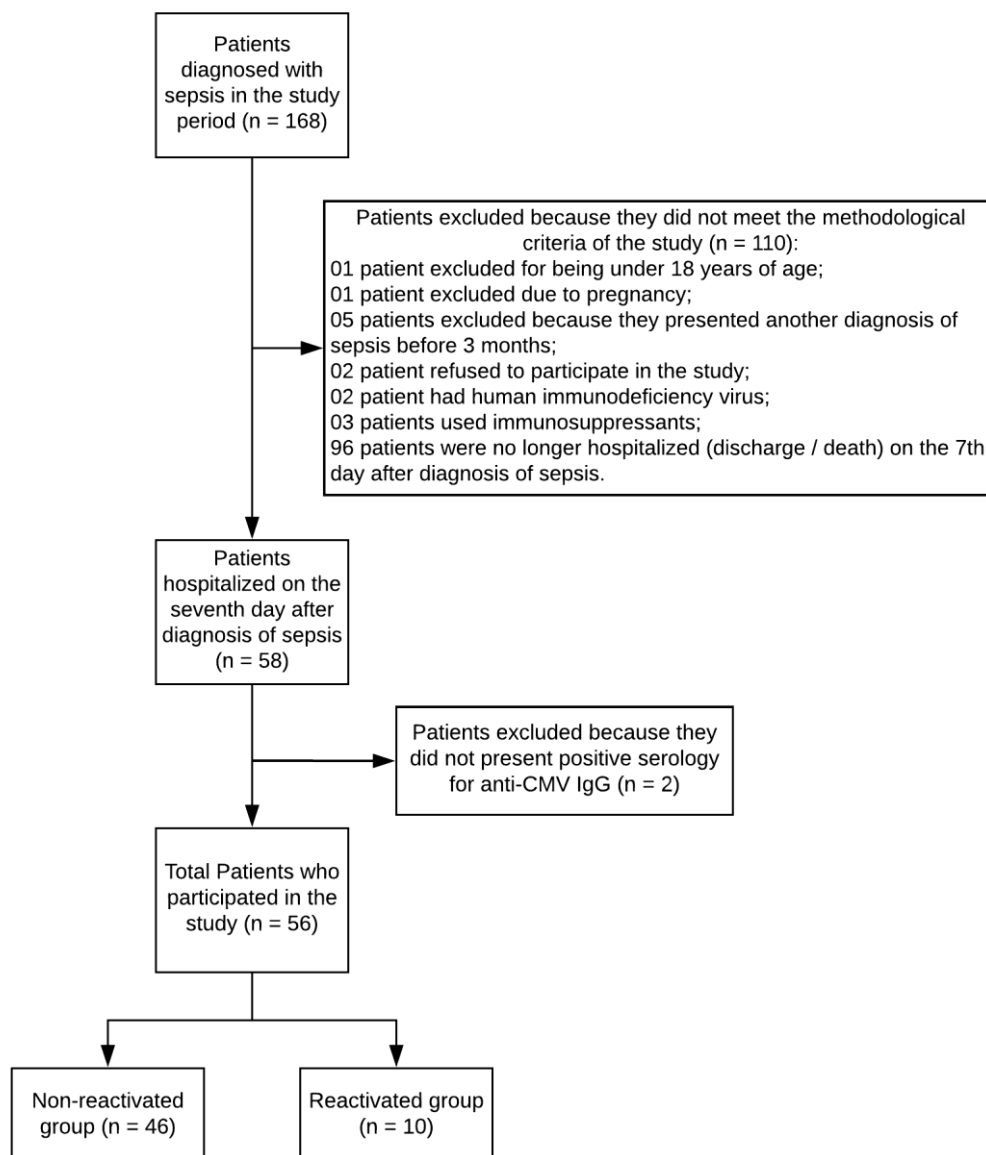 Patients
diagnosed with
sepsis in the study
period (n = 168)
Patients excluded because they did not meet the methodological
criteria of the study (n = 110):
01 patient excluded for being under 18 years of age;
01 patient excluded due to pregnancy;
05 patients excluded because they presented another diagnosis of
sepsis before 3 months;
02 patient refused to participate in the study;
02 patient had human immunodeficiency virus;
03 patients used immunosuppressants;
96 patients were no longer hospitalized (discharge / death) on the 7th
day after diagnosis of sepsis.
Patients
hospitalized on the
seventh day after
diagnosis of sepsis
(n = 58)
Patients excluded because they
did not present positive serology
for anti-CMV IgG (n = 2)
Total Patients who
participated in the
study (n = 56)
Non-reactivated
group (n = 46)
Reactivated group
(n = 10)